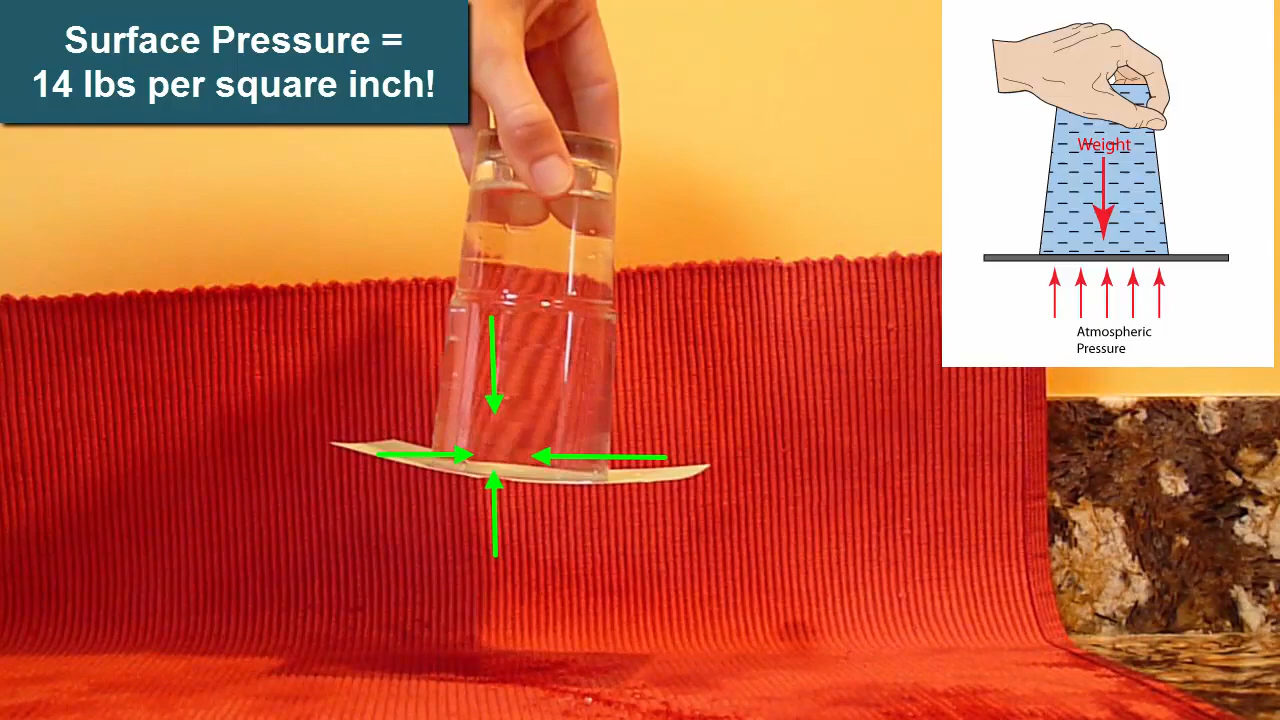 Surface Pressure =
14 lbs per square inch!
Weight
Atmospheric
Pressure